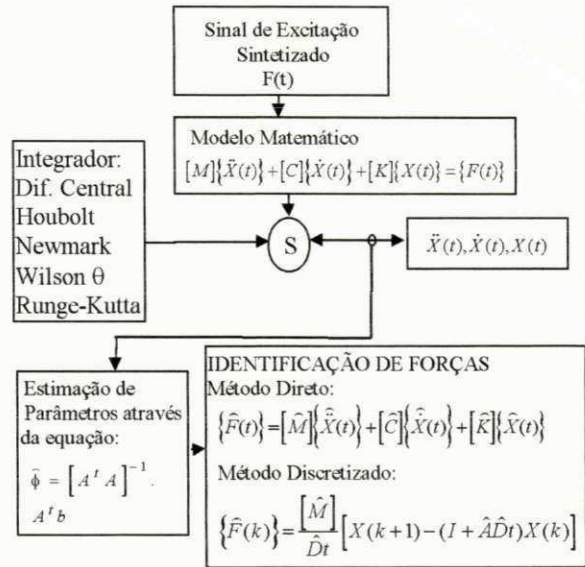 Sinal de Excitação
Sintetizado
F(t)
Modelo Matemático
[M]{Ẍ(t)}+[C]{Ẋ(t)}+[K]{X(t)}={F(t)}
Integrador:
Dif. Central
Houbolt
Newmark
Wilson θ
Runge-Kutta
S
Ẍ(t), Ẋ(t), X(t)
Estimação de
Parâmetros através
da equação:
ϕ̂ = [Aᵗ A]⁻¹.
Aᵗb
IDENTIFICAÇÃO DE FORÇAS
Método Direto:
{F̂(t)}=[M̂]{Ẍ̂(t)}+[Ĉ]{Ẋ̂(t)}+[K̂]{X̂(t)}
Método Discretizado:
{F̂(k)}=[M̂]/D̂t [X(k+1)−(I+ÂD̂t)X(k)]